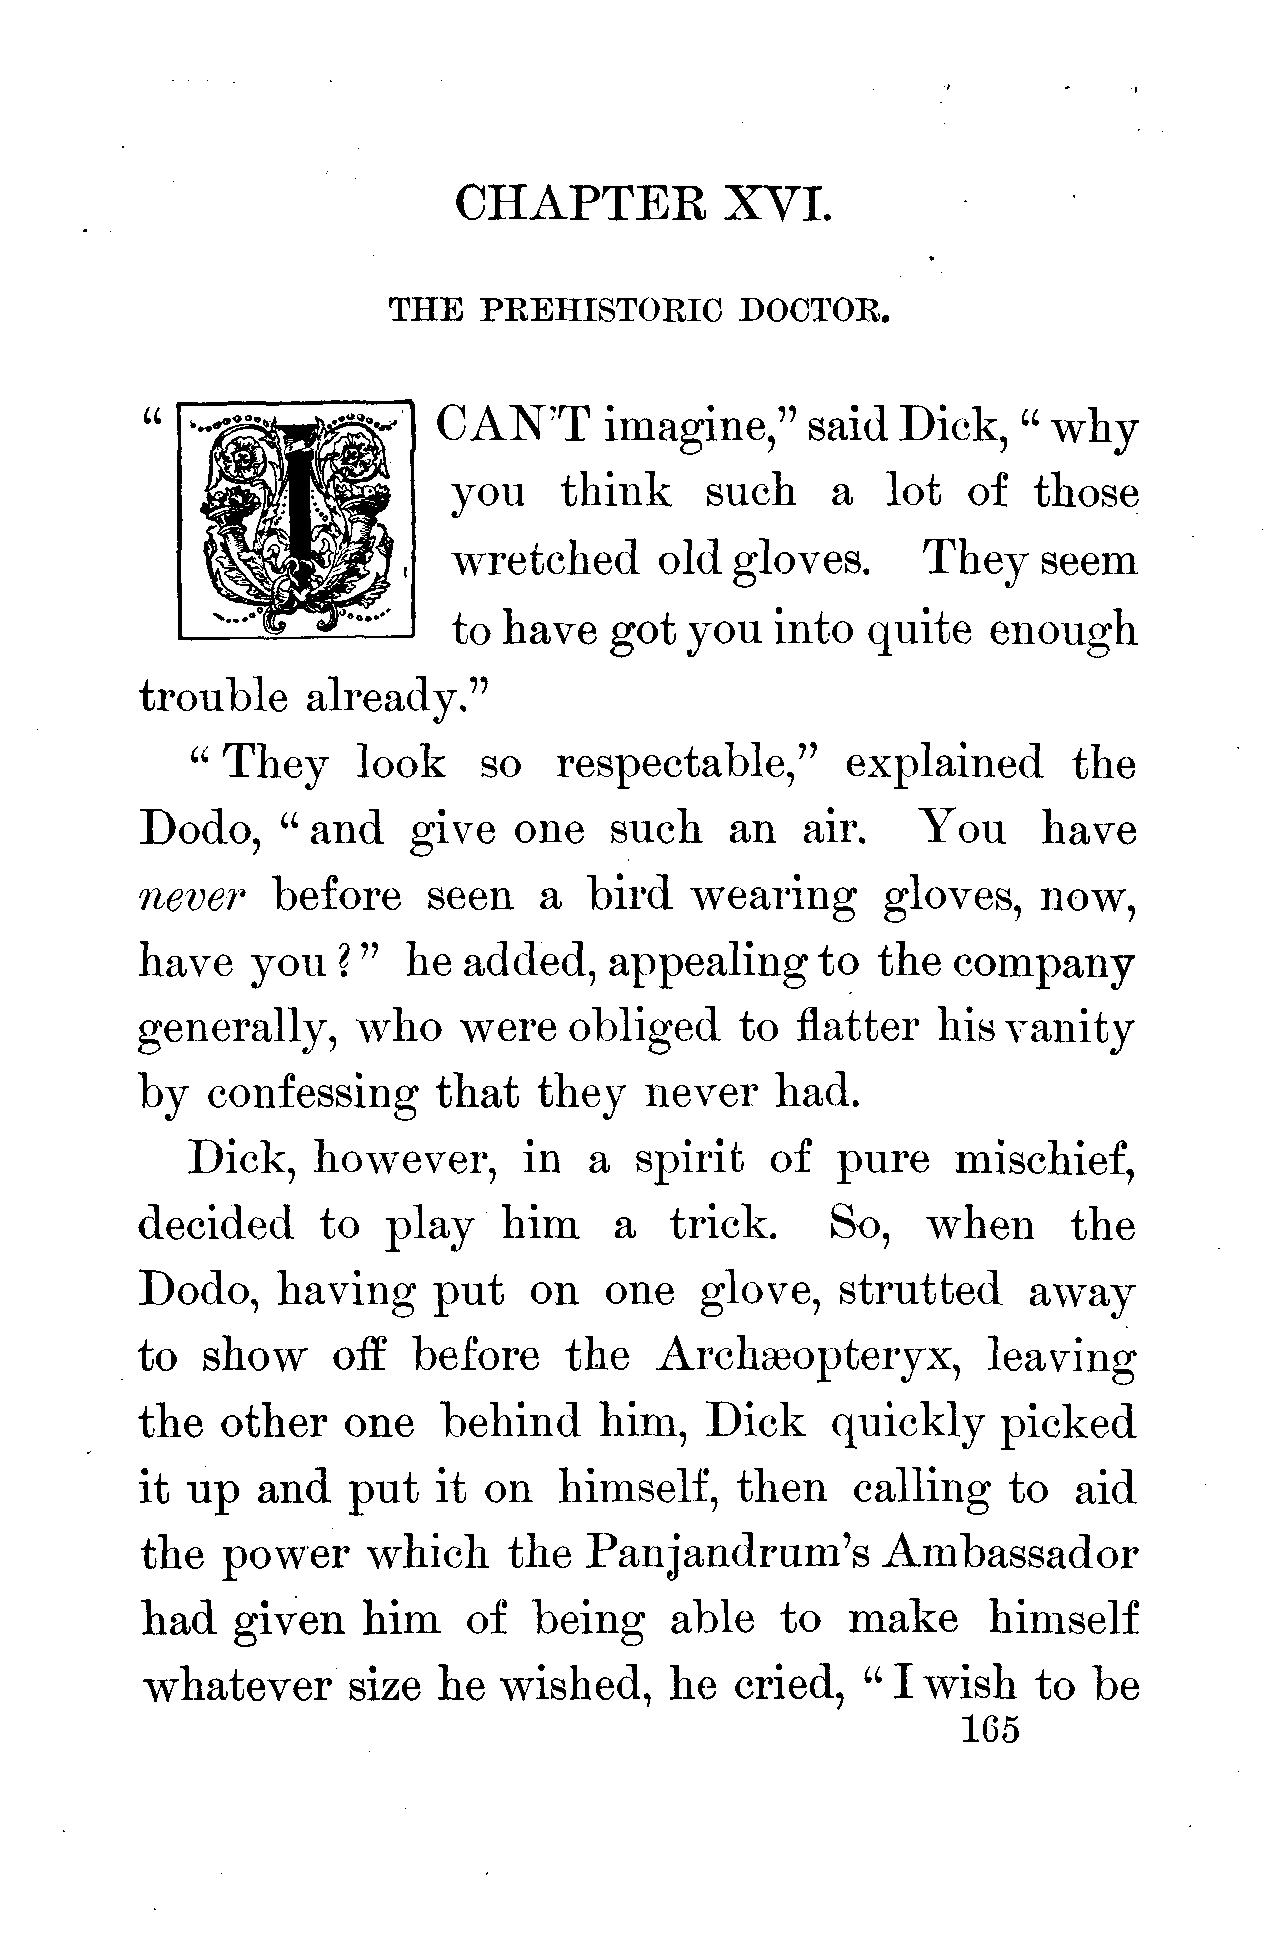 CHAPTER XVI.
THE PREHISTORIC DOCTOR.
“I CAN'T imagine,” said Dick, “why
you think such a lot of those
wretched old gloves. They seem
to have got you into quite enough
trouble already.”
“They look so respectable,” explained the
Dodo, “and give one such an air. You have
never before seen a bird wearing gloves, now,
have you?” he added, appealing to the company
generally, who were obliged to flatter his vanity
by confessing that they never had.
Dick, however, in a spirit of pure mischief,
decided to play him a trick. So, when the
Dodo, having put on one glove, strutted away
to show off before the Archæopteryx, leaving
the other one behind him, Dick quickly picked
it up and put it on himself, then calling to aid
the power which the Panjandrum's Ambassador
had given him of being able to make himself
whatever size he wished, he cried, “I wish to be
165